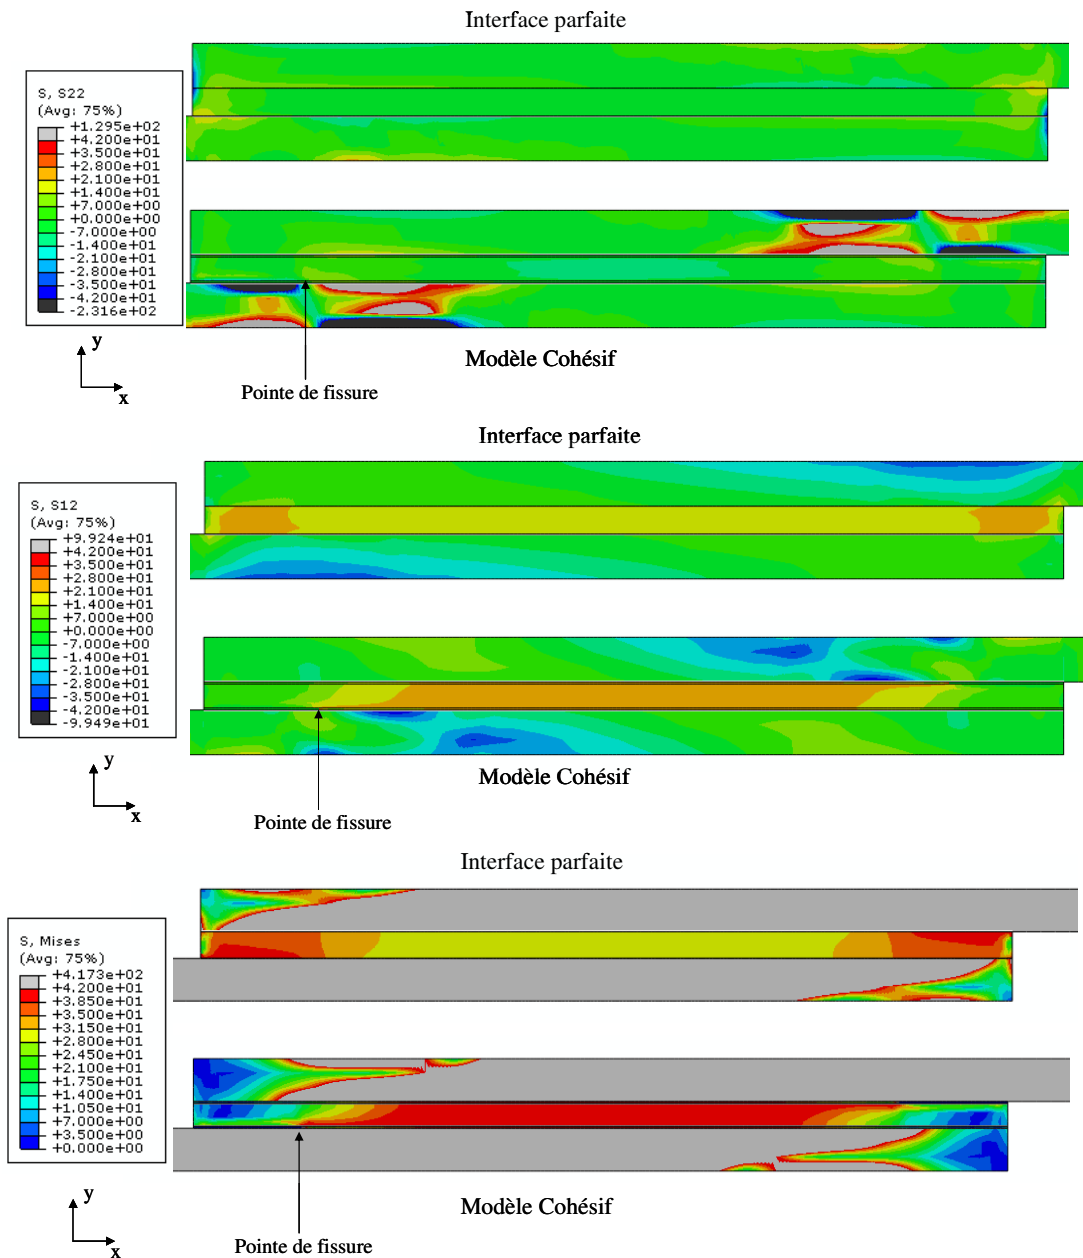 Interface parfaite
S, S22
(Avg: 75%)
+1.295e+02
+4.200e+01
+3.500e+01
+2.800e+01
+2.100e+01
+1.400e+01
+7.000e+00
+0.000e+00
-7.000e+00
-1.400e+01
-2.100e+01
-2.800e+01
-3.500e+01
-4.200e+01
-2.316e+02
y
x
Modèle Cohésif
Pointe de fissure
Interface parfaite
S, S12
(Avg: 75%)
+9.924e+01
+4.200e+01
+3.500e+01
+2.800e+01
+2.100e+01
+1.400e+01
+7.000e+00
+0.000e+00
-7.000e+00
-1.400e+01
-2.100e+01
-2.800e+01
-3.500e+01
-4.200e+01
-9.949e+01
y
x
Modèle Cohésif
Pointe de fissure
Interface parfaite
S, Mises
(Avg: 75%)
+4.173e+02
+4.200e+01
+3.850e+01
+3.500e+01
+3.150e+01
+2.800e+01
+2.450e+01
+2.100e+01
+1.750e+01
+1.400e+01
+1.050e+01
+7.000e+00
+3.500e+00
+0.000e+00
y
x
Modèle Cohésif
Pointe de fissure